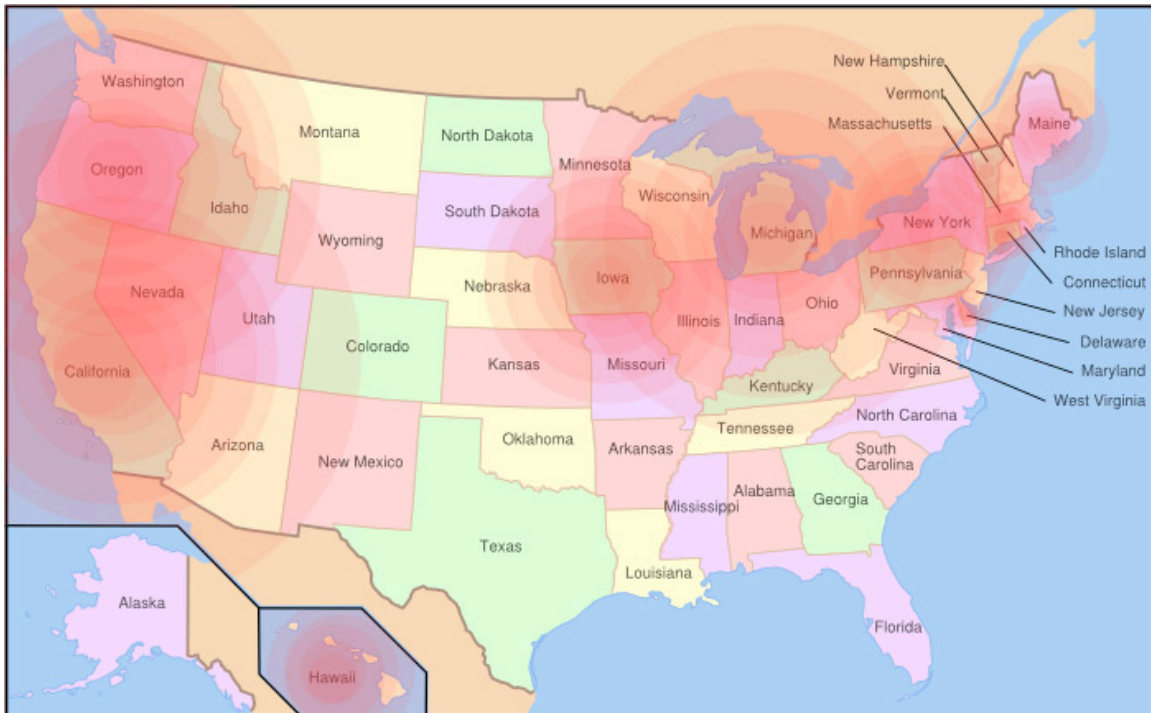 New Hampshire
Vermont
Massachusetts
Washington
Montana
North Dakota
Minnesota
Maine
Oregon
Idaho
Wisconsin
South Dakota
Wyoming
Michigan
New York
Rhode Island
Nevada
Nebraska
Iowa
Pennsylvania
Connecticut
Utah
Illinois
Indiana
Ohio
New Jersey
Colorado
Delaware
California
Kansas
Missouri
Kentucky
Virginia
Maryland
West Virginia
Arizona
Oklahoma
Tennessee
North Carolina
New Mexico
Arkansas
South
Carolina
Mississippi
Alabama
Georgia
Texas
Louisiana
Alaska
Florida
Hawaii